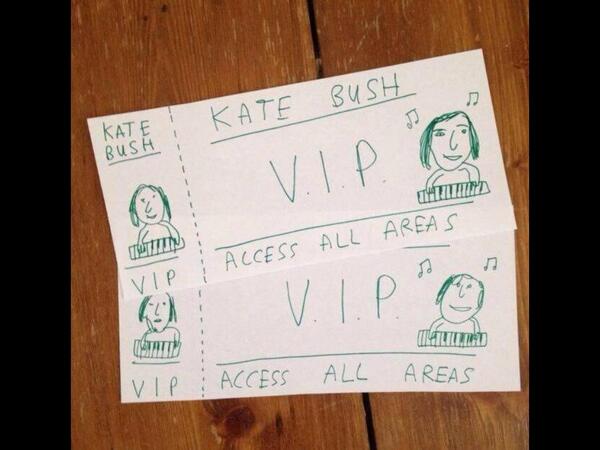 KATE BUSH
KATE
BUSH
V.I.P.
VIP
ACCESS ALL AREAS
V.I.P.
VIP
ACCESS ALL AREAS